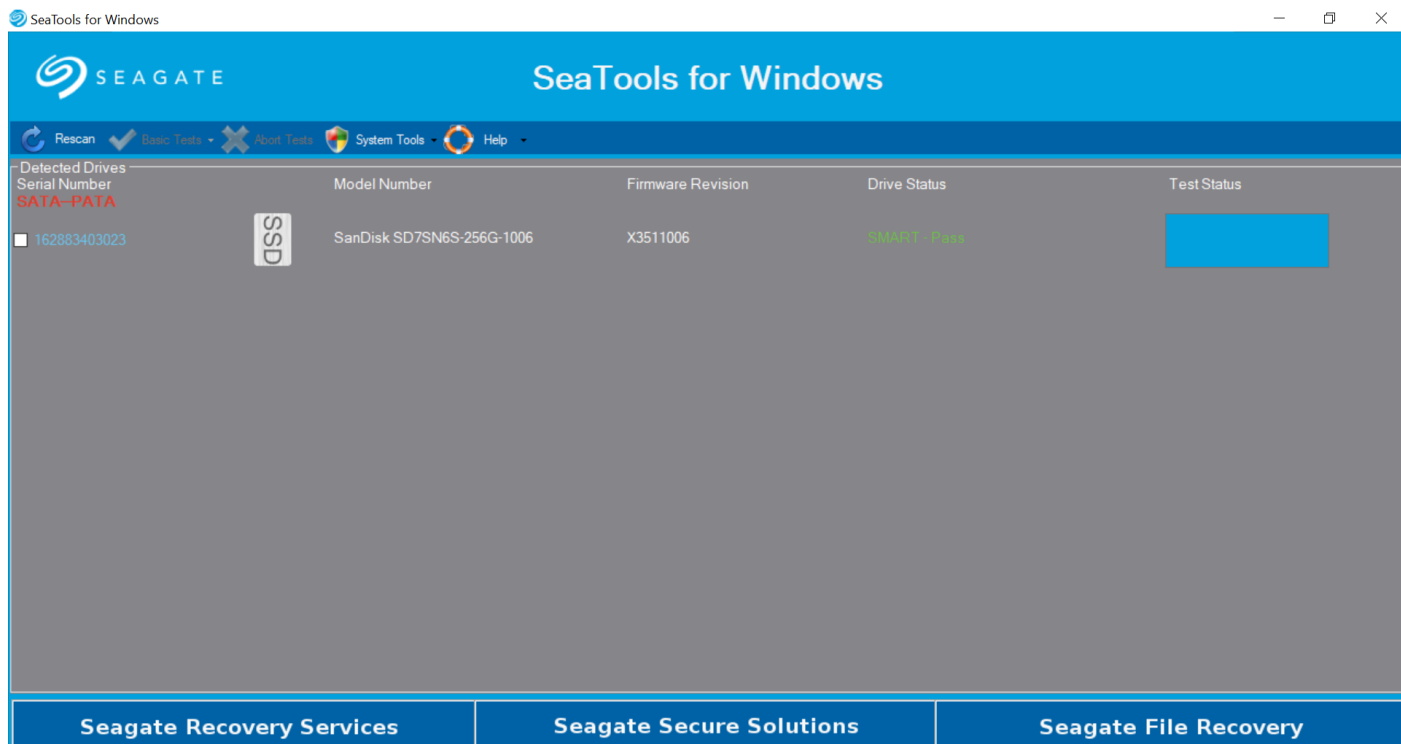 SeaTools for Windows
SEAGATE
SeaTools for Windows
Rescan Basic Tests Abort Tests System Tools Help
Detected Drives
Serial Number Model Number Firmware Revision Drive Status Test Status
SATA--PATA
162883403023 SSD SanDisk SD7SN6S-256G-1006 X3511006 SMART - Pass
Seagate Recovery Services Seagate Secure Solutions Seagate File Recovery